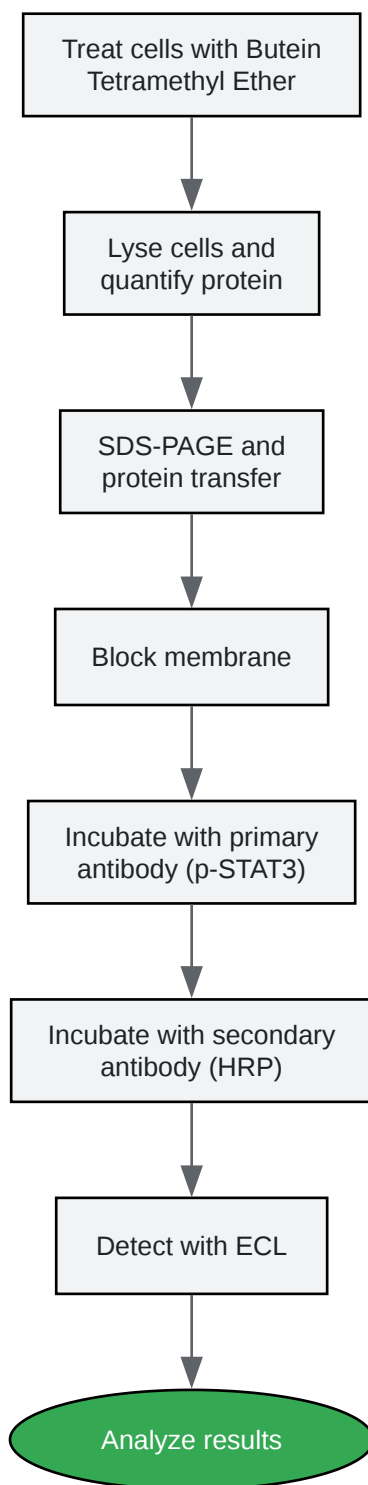 Treat cells with Butein
Tetramethyl Ether
Lyse cells and
quantify protein
SDS-PAGE and
protein transfer
Block membrane
Incubate with primary
antibody (p-STAT3)
Incubate with secondary
antibody (HRP)
Detect with ECL
Analyze results